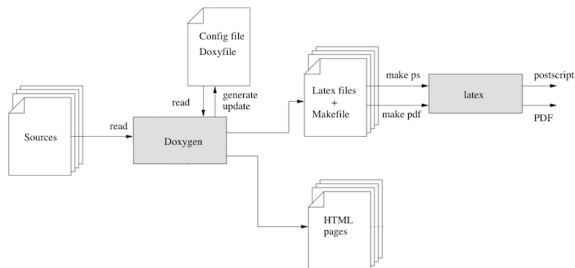 Config file
Doxyfile
Latex files
+
Makefile
make ps
make pdf
latex
postscript
PDF
read
generate
update
Sources
read
Doxygen
HTML
pages